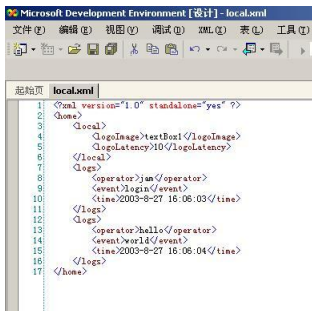 Microsoft Development Environment [设计] - local.xml
文件(F) 编辑(E) 视图(V) 调试(D) XML(X) 表(L) 工具(T)
起始页 local.xml
1 <?xml version="1.0" standalone="yes" ?>
2 <home>
3 <local>
4 <logoImage>textBox1</logoImage>
5 <logoLatency>10</logoLatency>
6 </local>
7 <logs>
8 <operator>jam</operator>
9 <event>login</event>
10 <time>2003-8-27 16:06:03</time>
11 </logs>
12 <logs>
13 <operator>hello</operator>
14 <event>world</event>
15 <time>2003-8-27 16:06:04</time>
16 </logs>
17 </home>